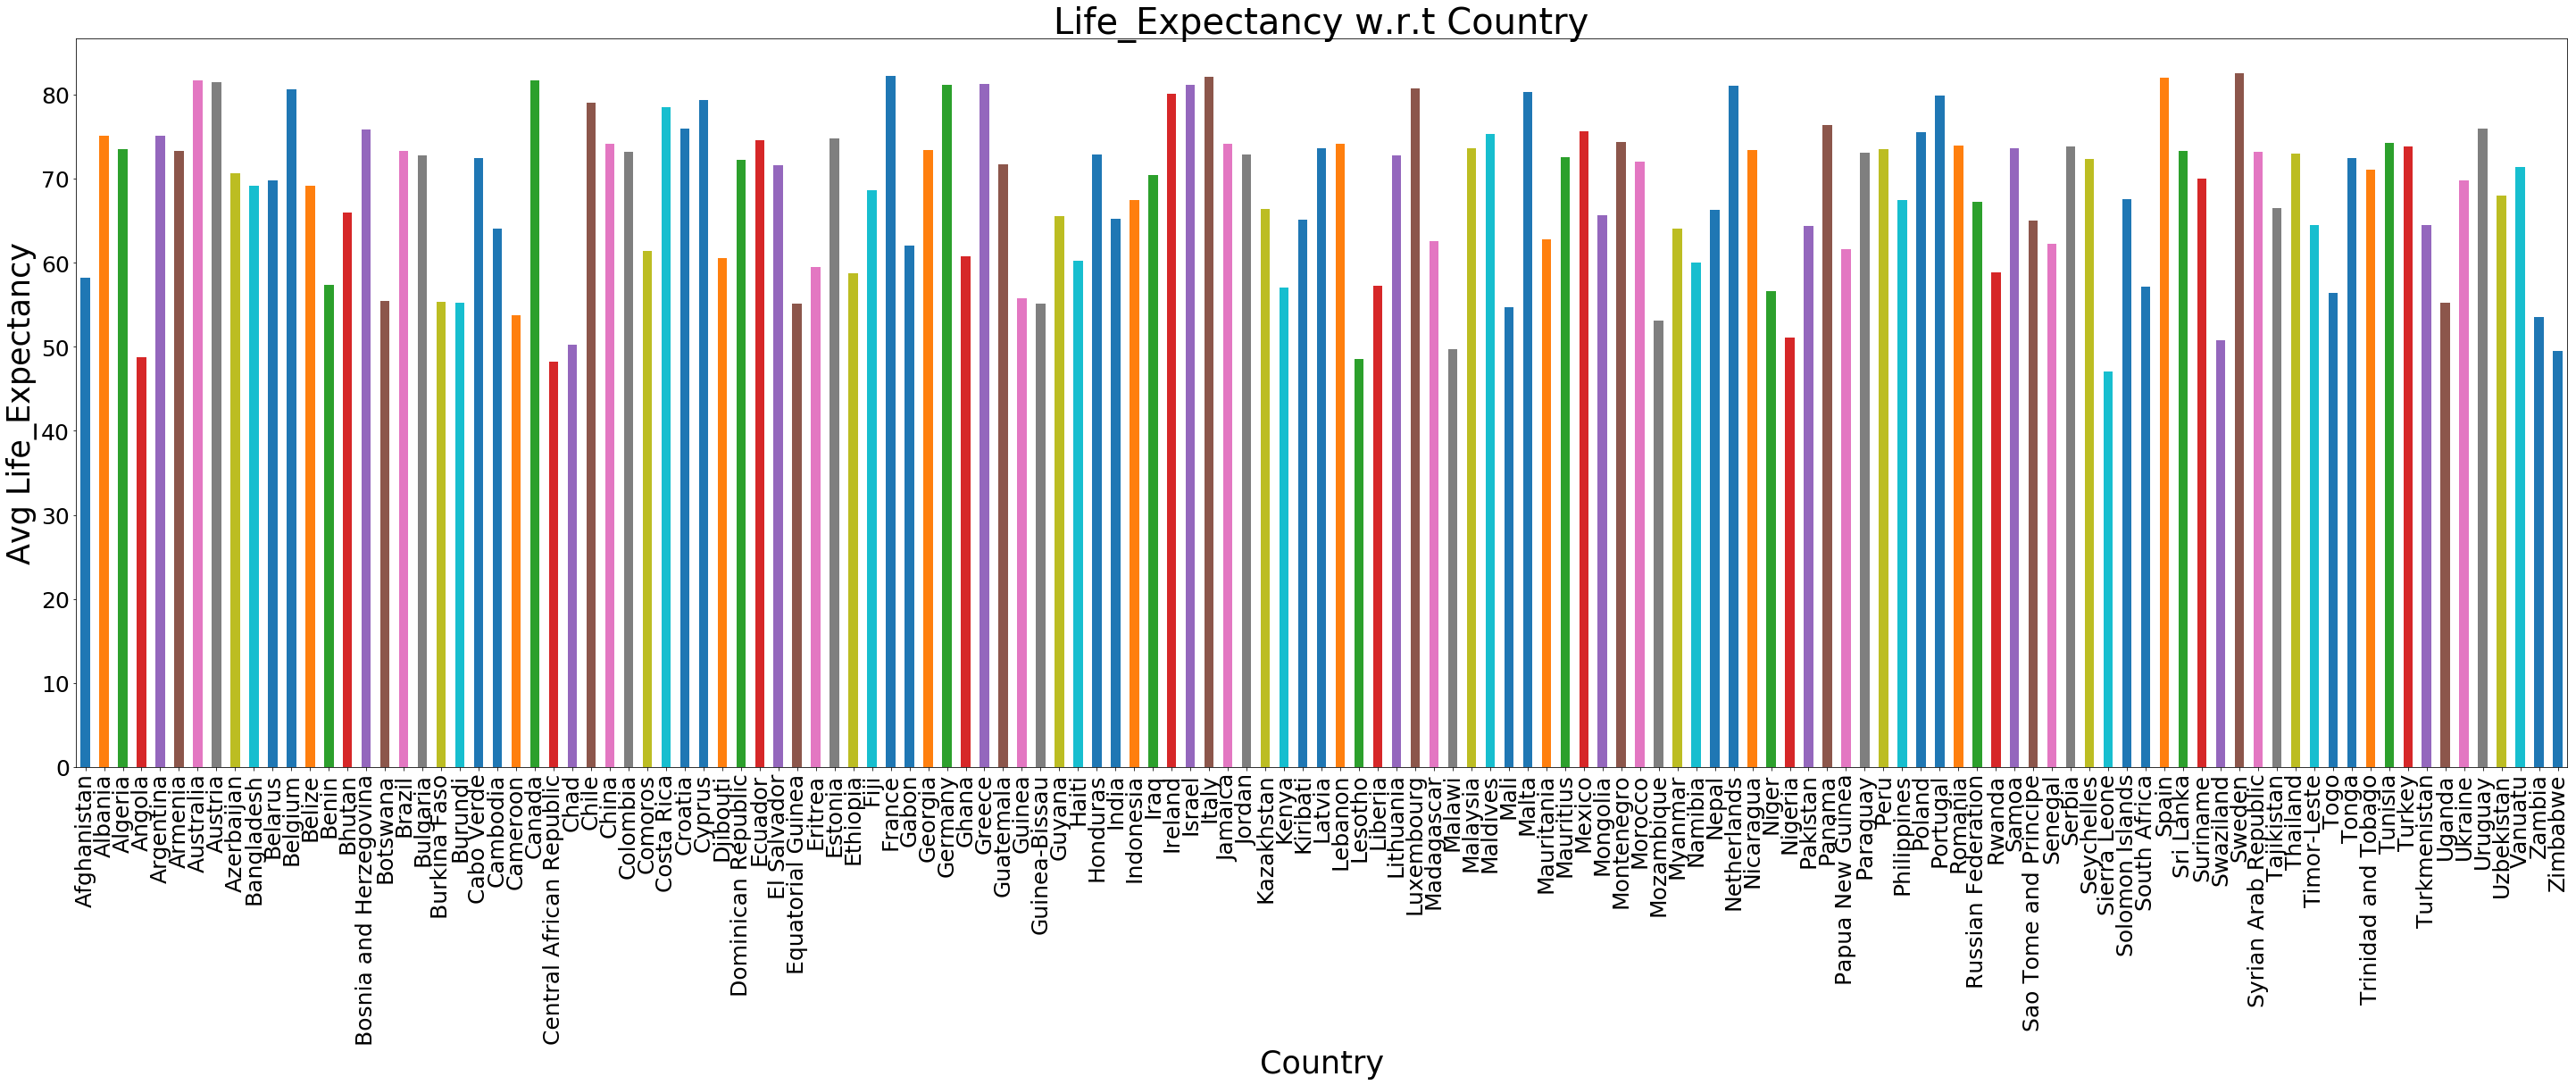 Life_Expectancy w.r.t Country
Avg Life_Expectancy
80
70
60
50
40
30
20
10
0
Afghanistan
Albania
Algeria
Angola
Argentina
Armenia
Australia
Austria
Azerbaijan
Bangladesh
Belarus
Belgium
Belize
Benin
Bhutan
Bosnia and Herzegovina
Botswana
Brazil
Bulgaria
Burkina Faso
Burundi
Cabo Verde
Cambodia
Cameroon
Canada
Central African Republic
Chad
Chile
China
Colombia
Comoros
Costa Rica
Croatia
Cyprus
Djibouti
Dominican Republic
Ecuador
El Salvador
Equatorial Guinea
Eritrea
Estonia
Ethiopia
Fiji
France
Gabon
Georgia
Germany
Ghana
Greece
Guatemala
Guinea
Guinea-Bissau
Guyana
Haiti
Honduras
India
Indonesia
Iraq
Ireland
Israel
Italy
Jamaica
Jordan
Kazakhstan
Kenya
Kiribati
Latvia
Lebanon
Lesotho
Liberia
Lithuania
Luxembourg
Madagascar
Malawi
Malaysia
Maldives
Mali
Malta
Mauritania
Mauritius
Mexico
Mongolia
Montenegro
Morocco
Mozambique
Myanmar
Namibia
Nepal
Netherlands
Nicaragua
Niger
Nigeria
Pakistan
Panama
Papua New Guinea
Paraguay
Peru
Philippines
Poland
Portugal
Romania
Russian Federation
Rwanda
Samoa
Sao Tome and Principe
Senegal
Serbia
Seychelles
Sierra Leone
Solomon Islands
South Africa
Spain
Sri Lanka
Suriname
Swaziland
Sweden
Syrian Arab Republic
Tajikistan
Thailand
Timor-Leste
Togo
Tonga
Trinidad and Tobago
Tunisia
Turkey
Turkmenistan
Uganda
Ukraine
Uruguay
Uzbekistan
Vanuatu
Zambia
Zimbabwe
Country